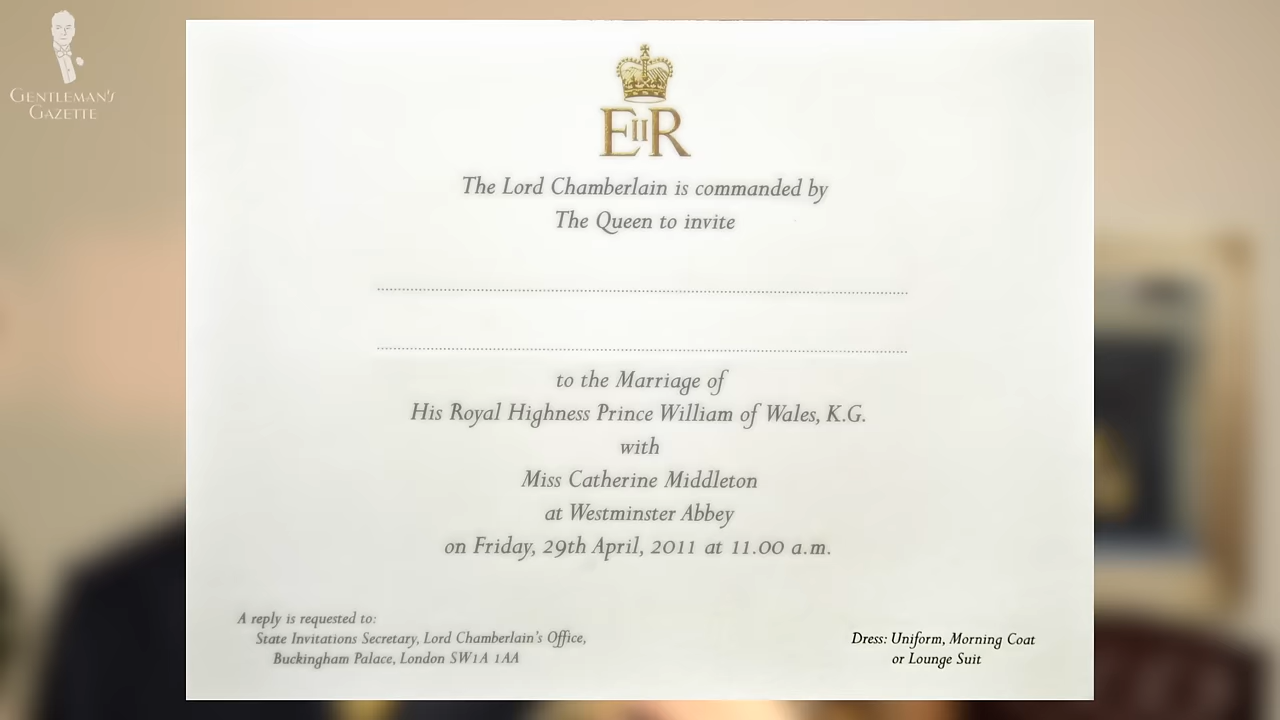 GENTLEMAN'S
GAZETTE
EIIR
The Lord Chamberlain is commanded by
The Queen to invite
to the Marriage of
His Royal Highness Prince William of Wales, K.G.
with
Miss Catherine Middleton
at Westminster Abbey
on Friday, 29th April, 2011 at 11.00 a.m.
A reply is requested to:
State Invitations Secretary, Lord Chamberlain's Office,
Buckingham Palace, London SW1A 1AA
Dress: Uniform, Morning Coat
or Lounge Suit